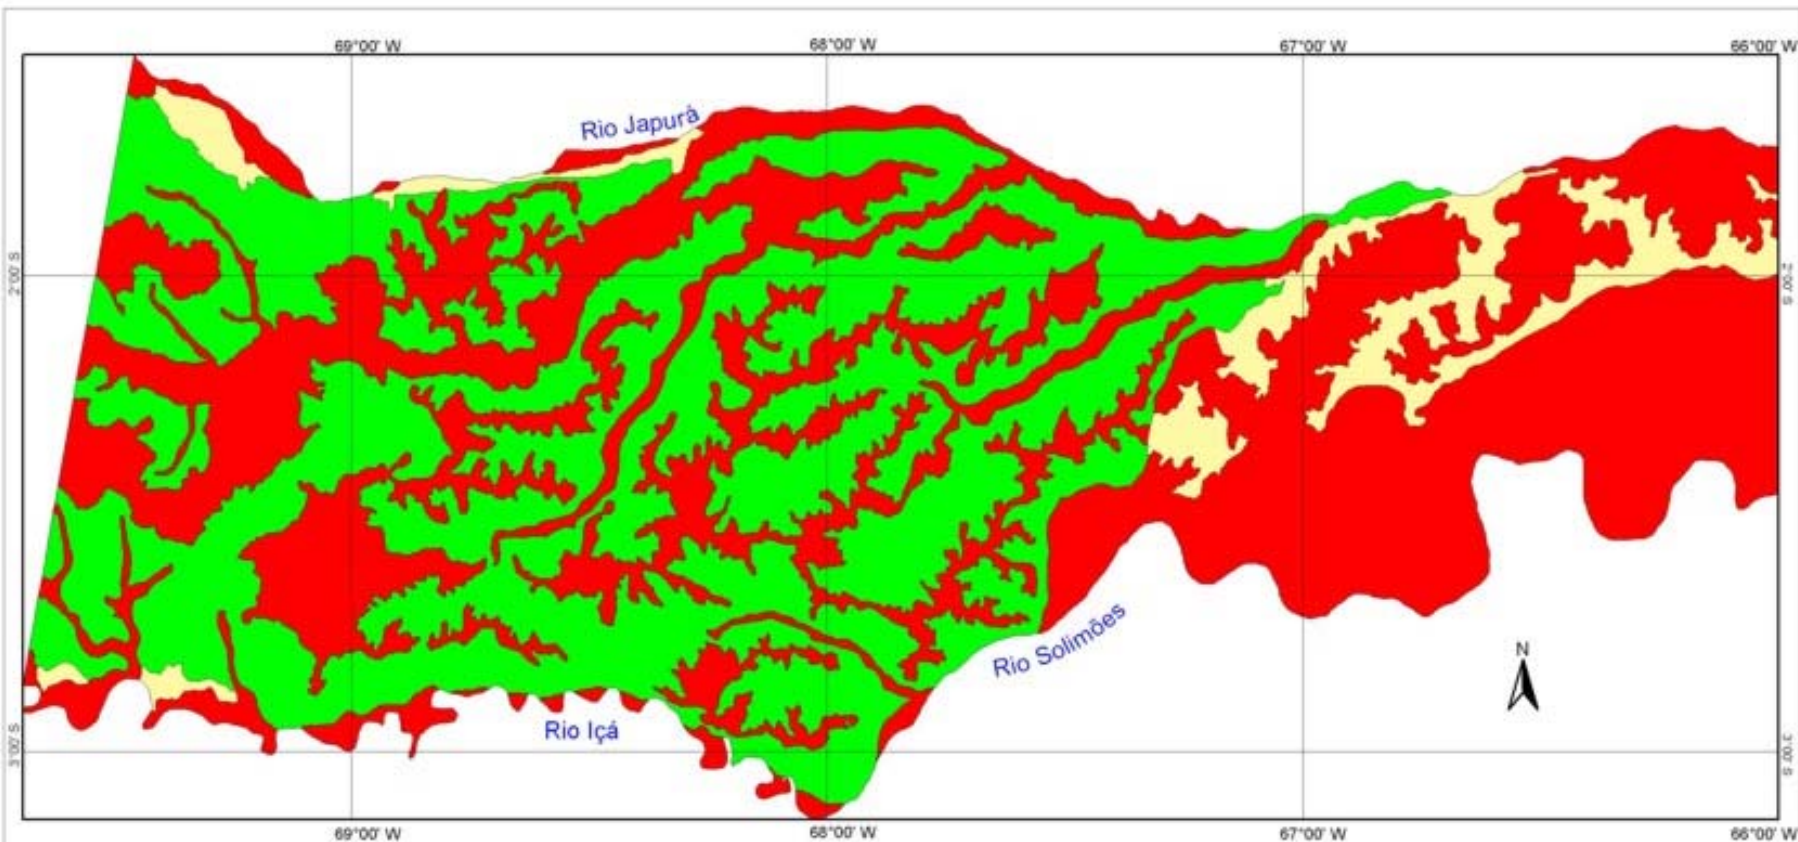 69°00' W
68°00' W
67°00' W
66°00' W
Rio Japurá
2°00' S
2°00' S
Rio Solimões
N
Rio Içá
3°00' S
3°00' S
69°00' W
68°00' W
67°00' W
66°00' W